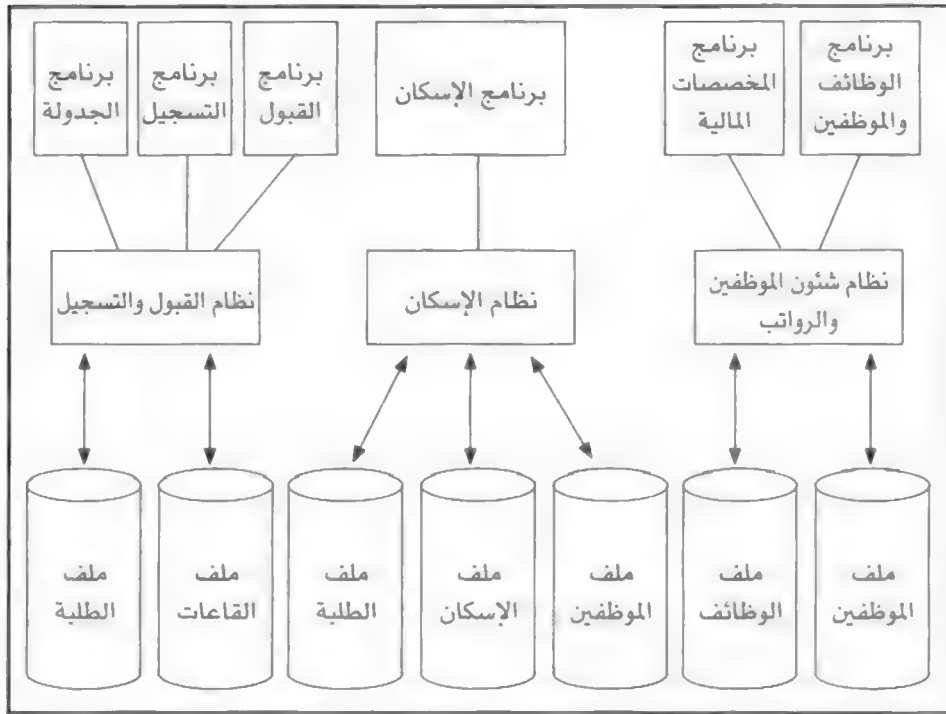 برنامج
الوظائف
والموظفين
برنامج
المخصصات
المالية
برنامج الإسكان
برنامج
القبول
برنامج
التسجيل
برنامج
الجدولة
نظام شئون الموظفين
والرواتب
نظام الإسكان
نظام القبول والتسجيل
ملف
الموظفين
ملف
الوظائف
ملف
الموظفين
ملف
الإسكان
ملف
الطلبة
ملف
القاعات
ملف
الطلبة